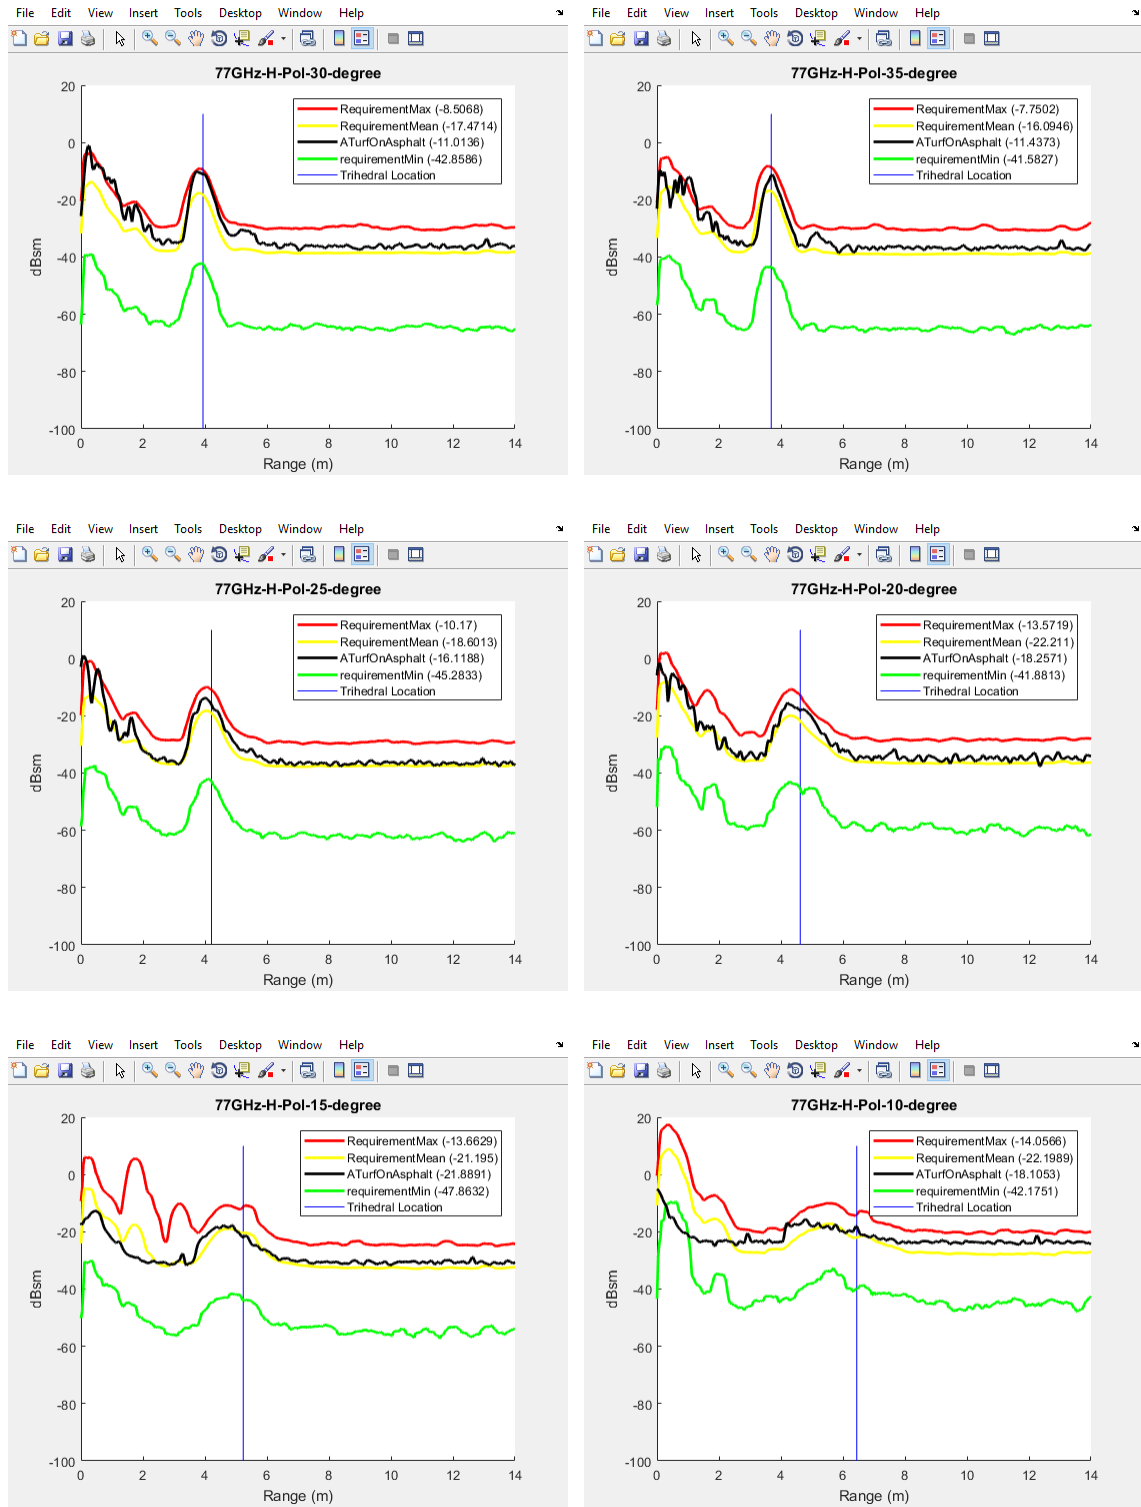 File Edit View Insert Tools Desktop Window Help
77GHz-H-Pol-30-degree
RequirementMax (-8.5068)
RequirementMean (-17.4714)
ATurfOnAsphalt (-11.0136)
requirementMin (-42.8586)
Trihedral Location
20
0
-20
-40
-60
-80
-100
dBsm
0 2 4 6 8 10 12 14
Range (m)
File Edit View Insert Tools Desktop Window Help
77GHz-H-Pol-35-degree
RequirementMax (-7.7502)
RequirementMean (-16.0946)
ATurfOnAsphalt (-11.4373)
requirementMin (-41.5827)
Trihedral Location
20
0
-20
-40
-60
-80
-100
dBsm
0 2 4 6 8 10 12 14
Range (m)
File Edit View Insert Tools Desktop Window Help
77GHz-H-Pol-25-degree
RequirementMax (-10.17)
RequirementMean (-18.6013)
ATurfOnAsphalt (-16.1188)
requirementMin (-45.2833)
Trihedral Location
20
0
-20
-40
-60
-80
-100
dBsm
0 2 4 6 8 10 12 14
Range (m)
File Edit View Insert Tools Desktop Window Help
77GHz-H-Pol-20-degree
RequirementMax (-13.5719)
RequirementMean (-22.211)
ATurfOnAsphalt (-18.2571)
requirementMin (-41.8813)
Trihedral Location
20
0
-20
-40
-60
-80
-100
dBsm
0 2 4 6 8 10 12 14
Range (m)
File Edit View Insert Tools Desktop Window Help
77GHz-H-Pol-15-degree
RequirementMax (-13.6629)
RequirementMean (-21.195)
ATurfOnAsphalt (-21.8891)
requirementMin (-47.8632)
Trihedral Location
20
0
-20
-40
-60
-80
-100
dBsm
0 2 4 6 8 10 12 14
Range (m)
File Edit View Insert Tools Desktop Window Help
77GHz-H-Pol-10-degree
RequirementMax (-14.0566)
RequirementMean (-22.1989)
ATurfOnAsphalt (-18.1053)
requirementMin (-42.1751)
Trihedral Location
20
0
-20
-40
-60
-80
-100
dBsm
0 2 4 6 8 10 12 14
Range (m)